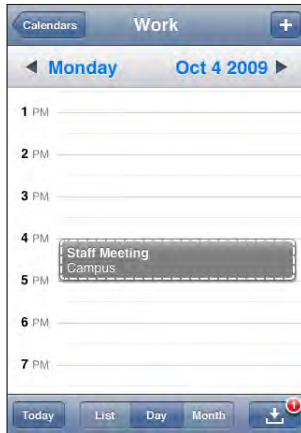 Calendars Work +
Monday Oct 4 2009
1 PM
2 PM
3 PM
4 PM
Staff Meeting
Campus
5 PM
6 PM
7 PM
Today List Day Month 1